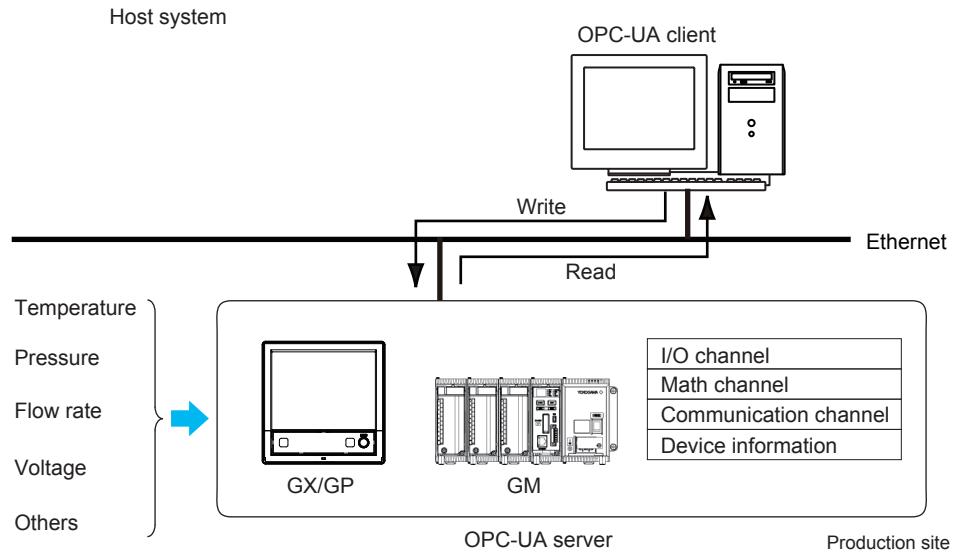 Host system
OPC-UA client
Write
Ethernet
Read
Temperature
Pressure
Flow rate
Voltage
Others
I/O channel
Math channel
Communication channel
Device information
YOKOGAWA
GX/GP
GM
OPC-UA server
Production site